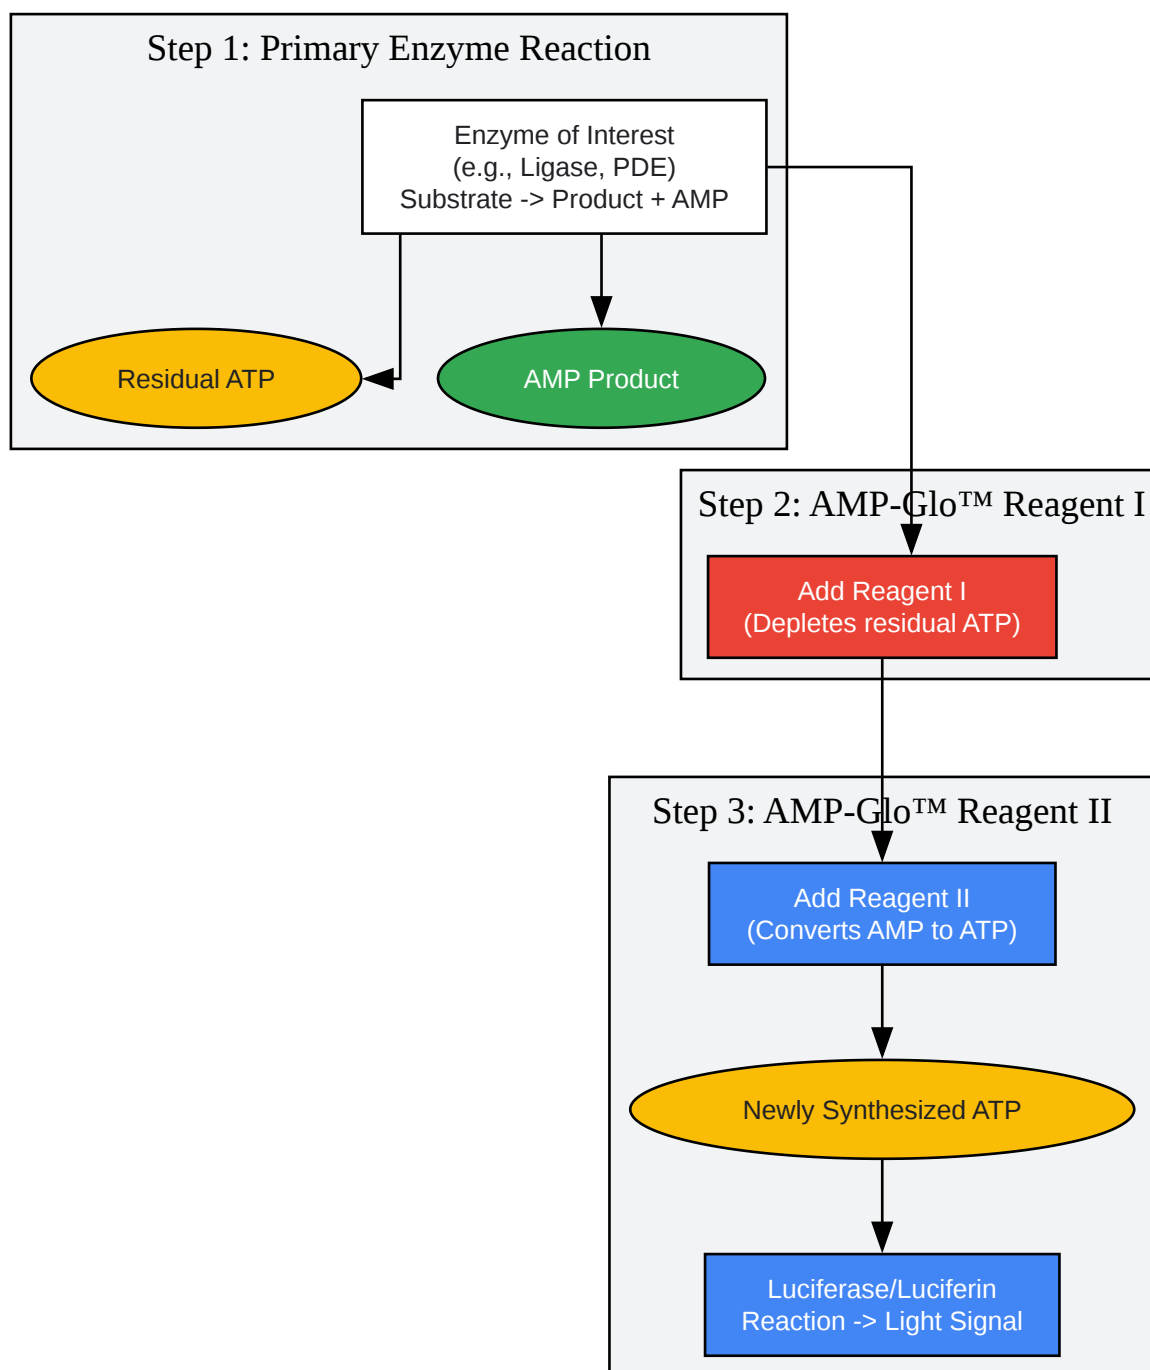 Step 1: Primary Enzyme Reaction
Enzyme of Interest
(e.g., Ligase, PDE)
Substrate -> Product + AMP
Residual ATP
AMP Product
Step 2: AMP-Glo™ Reagent I
Add Reagent I
(Depletes residual ATP)
Step 3: AMP-Glo™ Reagent II
Add Reagent II
(Converts AMP to ATP)
Newly Synthesized ATP
Luciferase/Luciferin
Reaction -> Light Signal